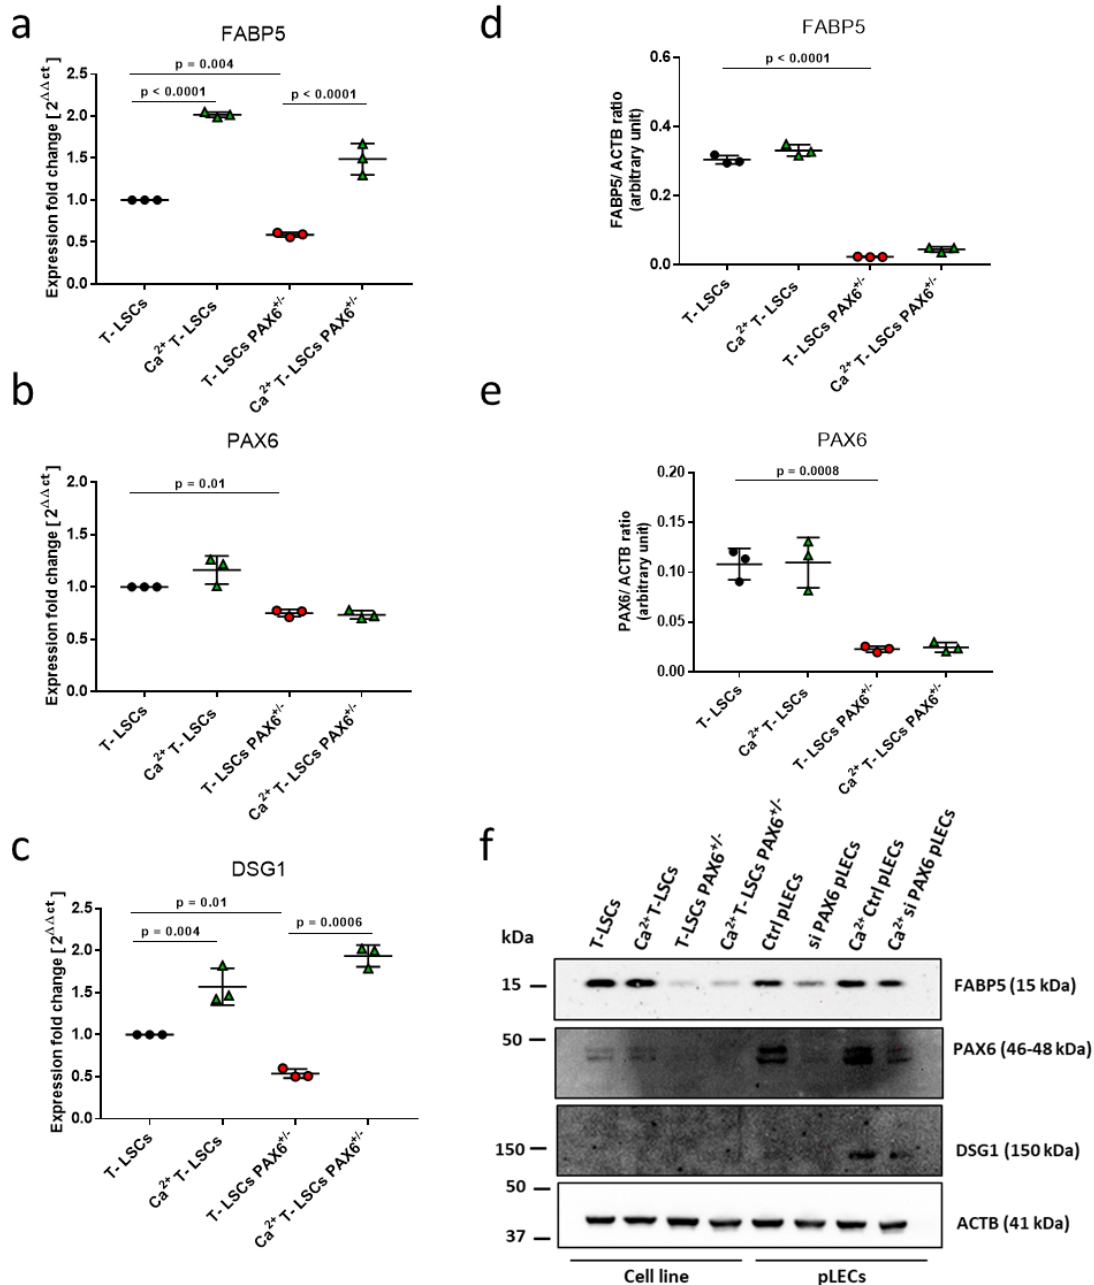 a
FABP5
p = 0.004
p < 0.0001
p < 0.0001
Expression fold change [ 2^ΔΔct ]
2.5
2.0
1.5
1.0
0.5
0.0
T- LSCs
Ca2+ T- LSCs
T- LSCs PAX6+/-
Ca2+ T- LSCs PAX6+/-
d
FABP5
p < 0.0001
FABP5/ ACTB ratio
(arbitrary unit)
0.6
0.4
0.2
0.0
T- LSCs
Ca2+ T- LSCs
T- LSCs PAX6+/-
Ca2+ T- LSCs PAX6+/-
b
PAX6
p = 0.01
Expression fold change [ 2^ΔΔct ]
2.0
1.5
1.0
0.5
0.0
T- LSCs
Ca2+ T- LSCs
T- LSCs PAX6+/-
Ca2+ T- LSCs PAX6+/-
e
PAX6
p = 0.0008
PAX6/ ACTB ratio
(arbitrary unit)
0.20
0.15
0.10
0.05
0.00
T- LSCs
Ca2+ T- LSCs
T- LSCs PAX6+/-
Ca2+ T- LSCs PAX6+/-
c
DSG1
p = 0.01
p = 0.004
p = 0.0006
Expression fold change [ 2^ΔΔct ]
2.5
2.0
1.5
1.0
0.5
0.0
T- LSCs
Ca2+ T- LSCs
T- LSCs PAX6+/-
Ca2+ T- LSCs PAX6+/-
f
kDa
T-LSCs
Ca2+T-LSCs
T-LSCs PAX6+/-
Ca2+T- LSCs PAX6+/-
Ctrl pLECs
si PAX6 pLECs
Ca2+ Ctrl pLECs
Ca2+ si PAX6 pLECs
15
FABP5 (15 kDa)
50
PAX6 (46-48 kDa)
150
DSG1 (150 kDa)
50
37
ACTB (41 kDa)
Cell line
pLECs